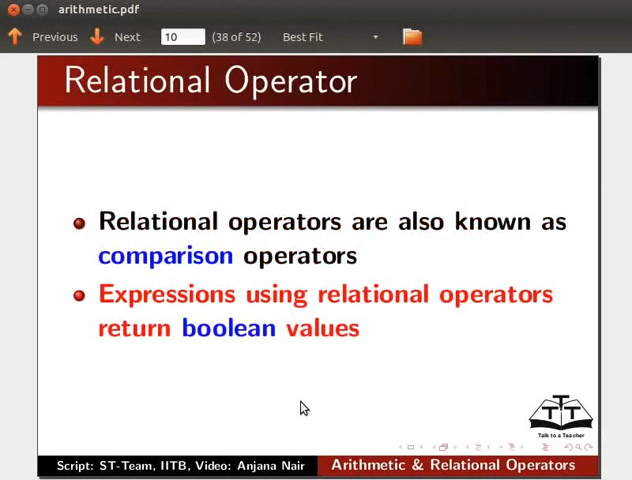 arithmetic.pdf
Previous Next 10 (38 of 52) Best Fit
Relational Operator
Relational operators are also known as
comparison operators
Expressions using relational operators
return boolean values
TTT
Talk to a Teacher
Script: ST-Team, IITB, Video: Anjana Nair Arithmetic & Relational Operators